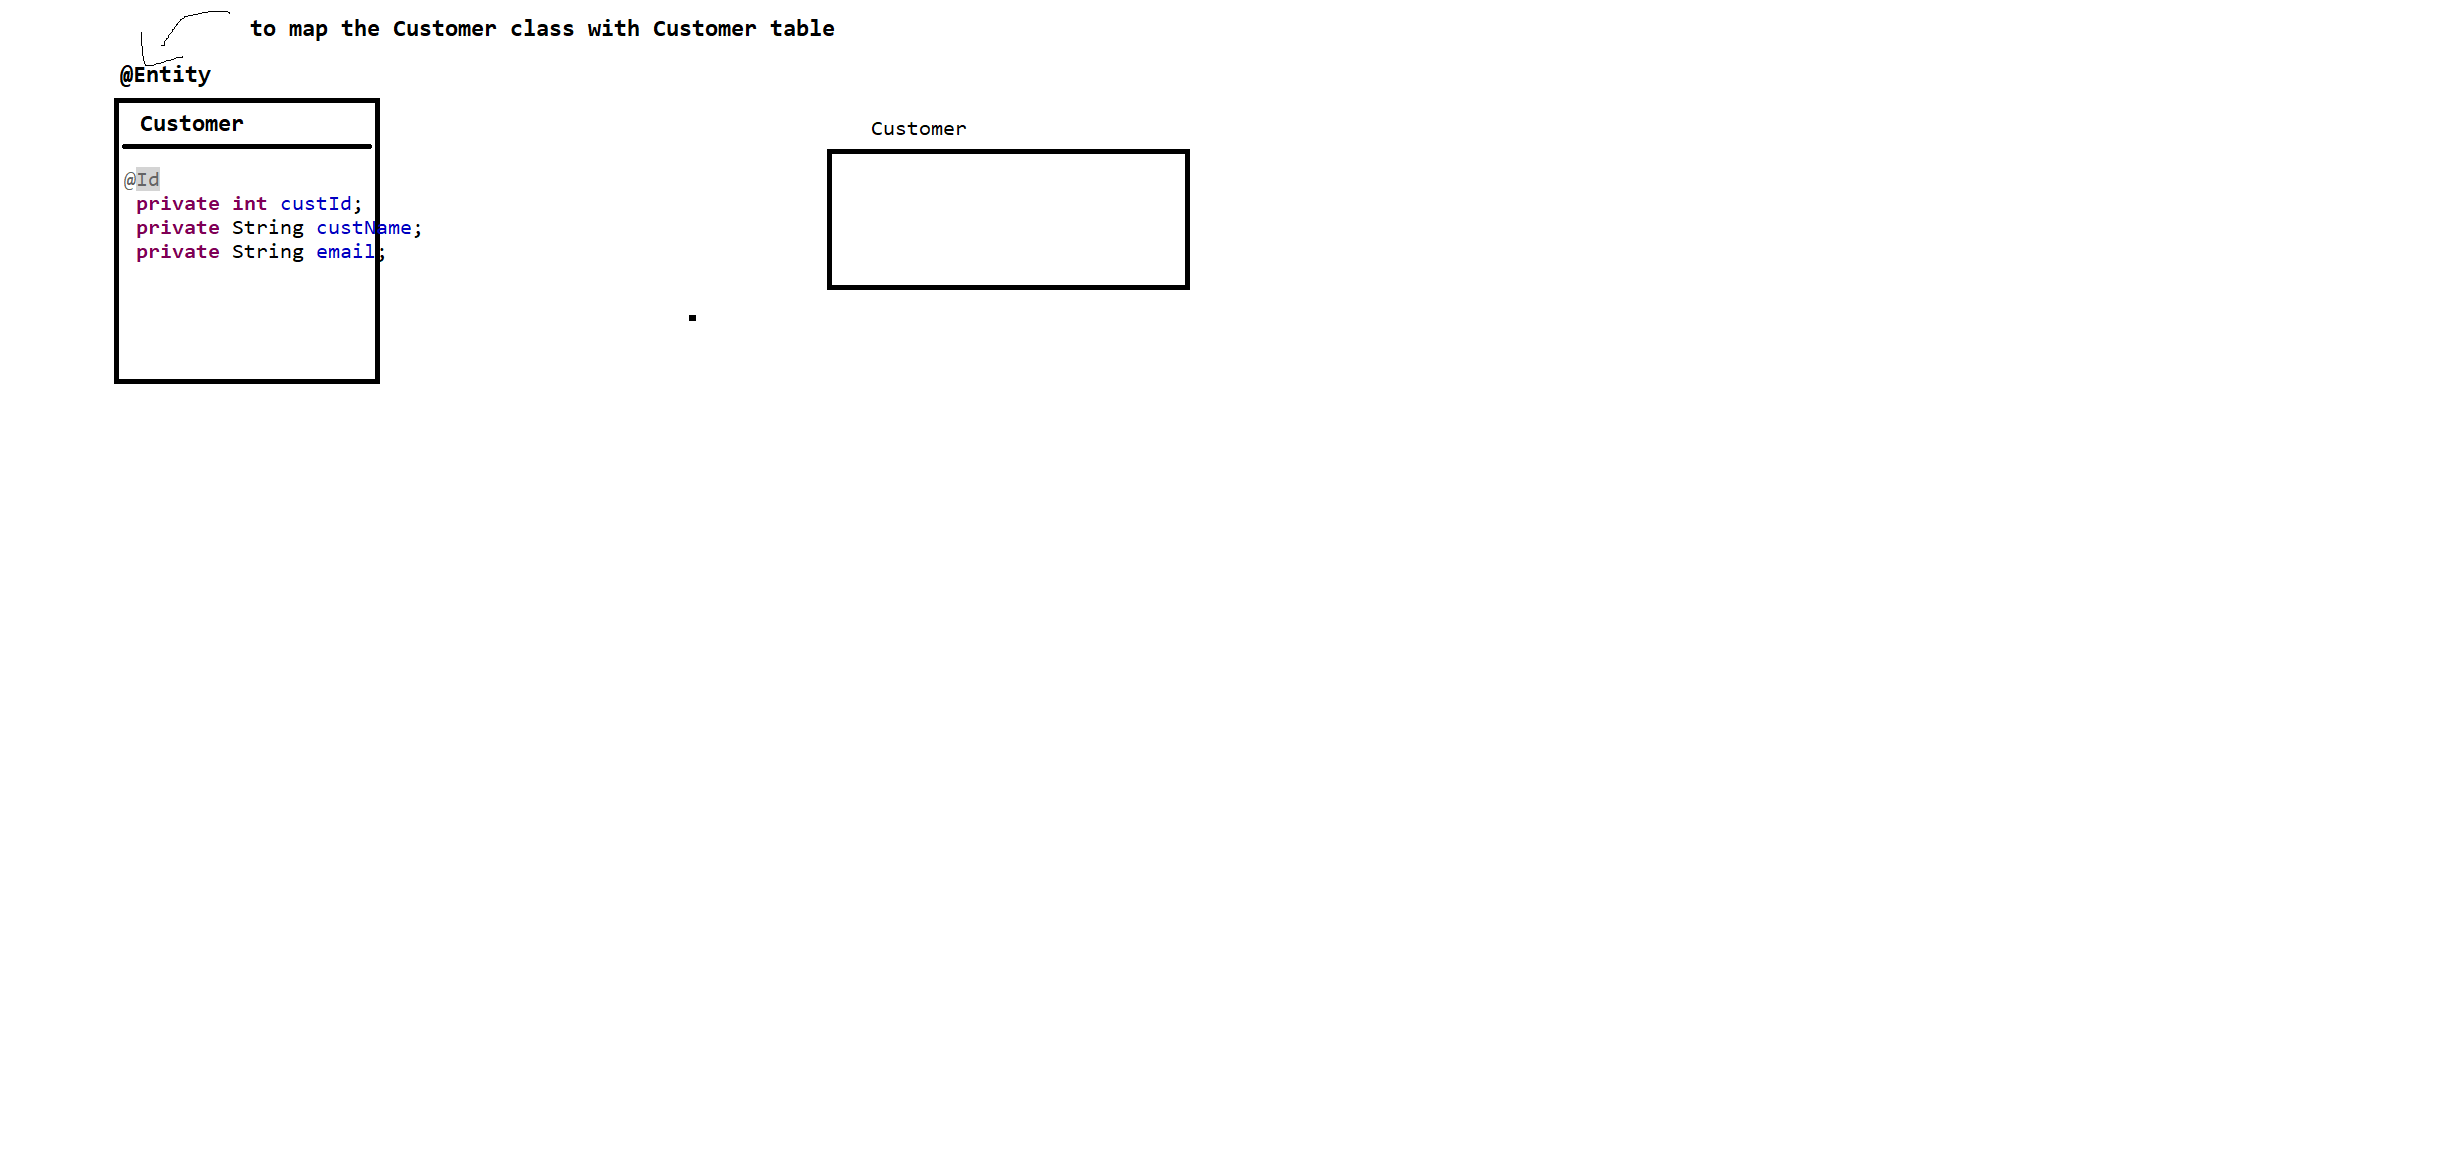 to map the Customer class with Customer table
@Entity
Customer
Customer
@Id
private int custId;
private String custName;
private String email;